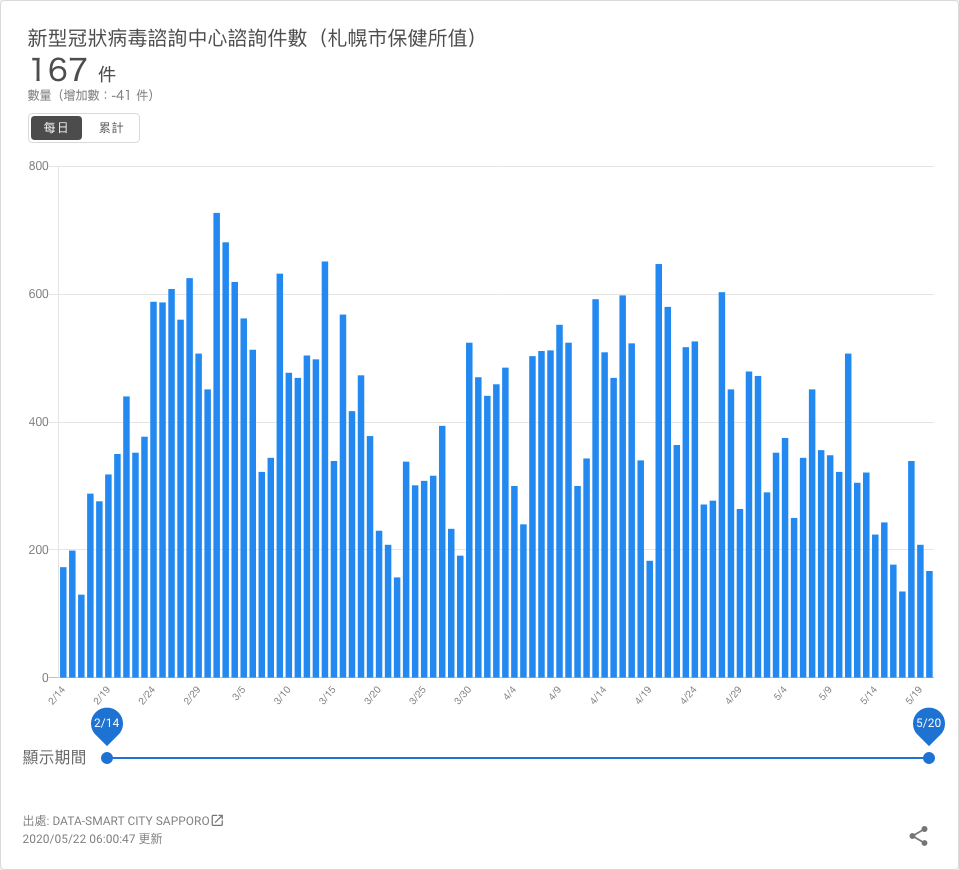 新型冠狀病毒諮詢中心諮詢件數（札幌市保健所值）
167 件
數量（增加數：-41 件）
每日 累計
800
600
400
200
0
2/14 2/19 2/24 2/29 3/5 3/10 3/15 3/20 3/25 3/30 4/4 4/9 4/14 4/19 4/24 4/29 5/4 5/9 5/14 5/19
2/14 5/20
顯示期間
出處: DATA-SMART CITY SAPPORO
2020/05/22 06:00:47 更新